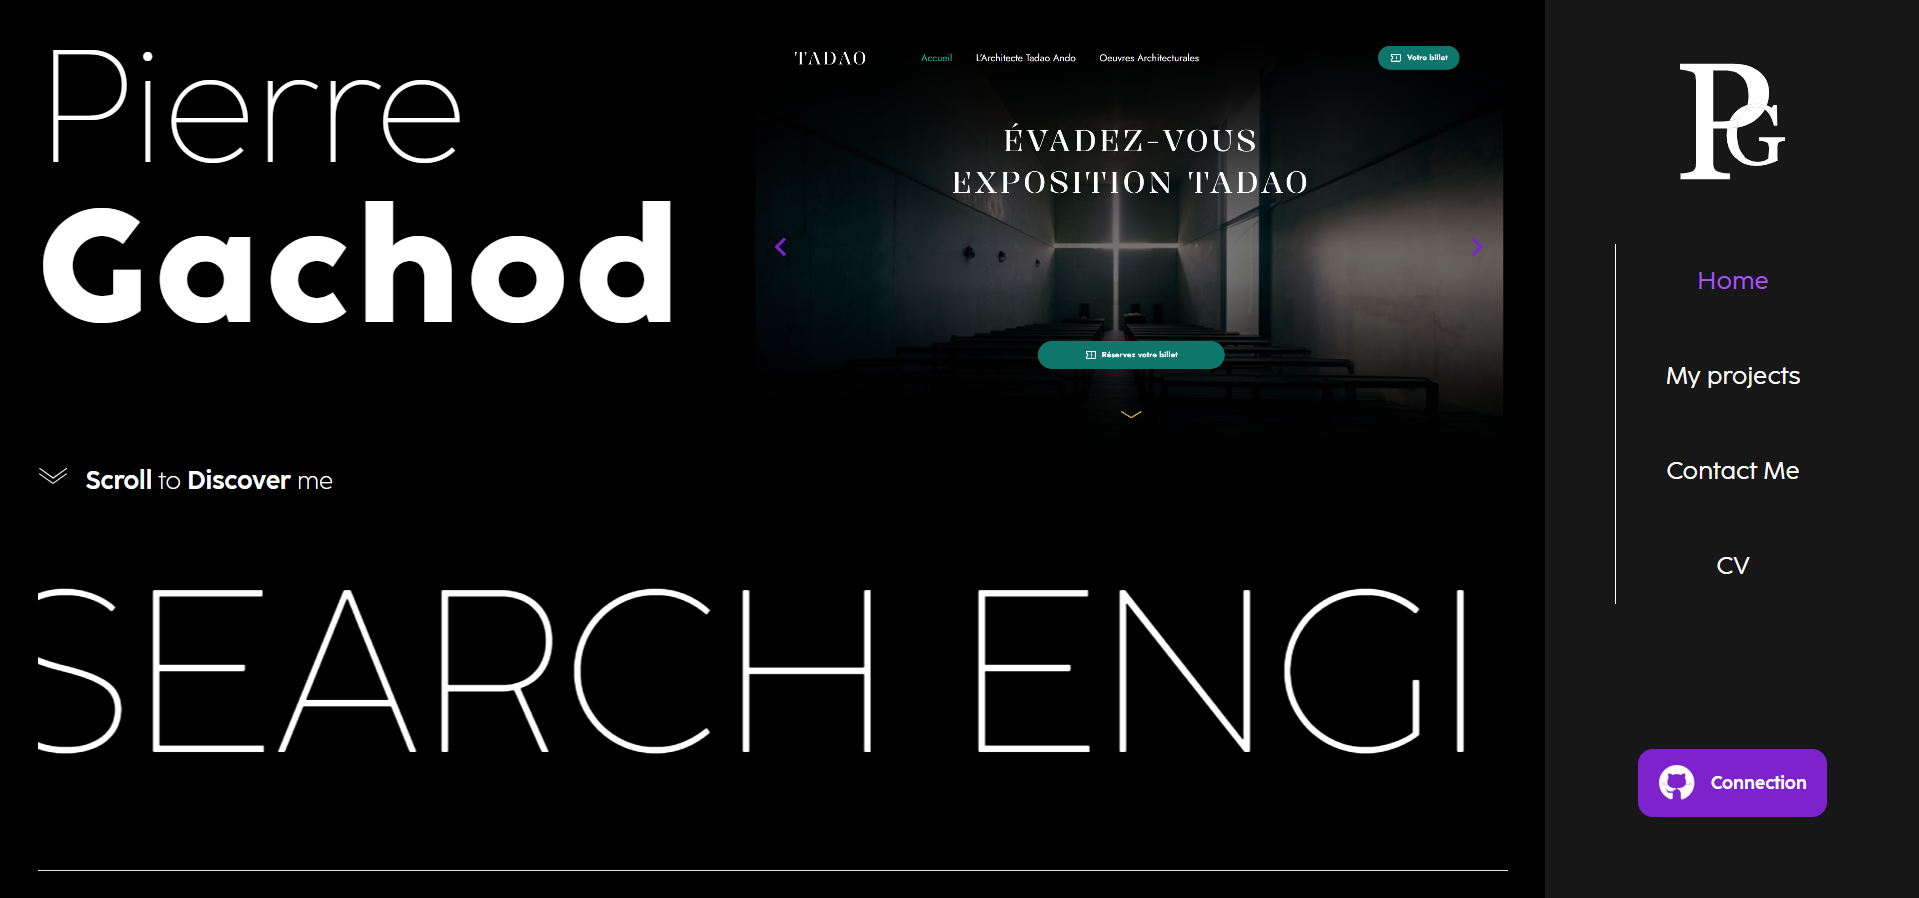 Pierre
Gachod
Scroll to Discover me
SEARCH ENGI
TADAO
Accueil
L'Architecte Tadao Ando
Oeuvres Architecturales
Votre billet
ÉVADEZ-VOUS
EXPOSITION TADAO
Réservez votre billet
PG
Home
My projects
Contact Me
CV
Connection